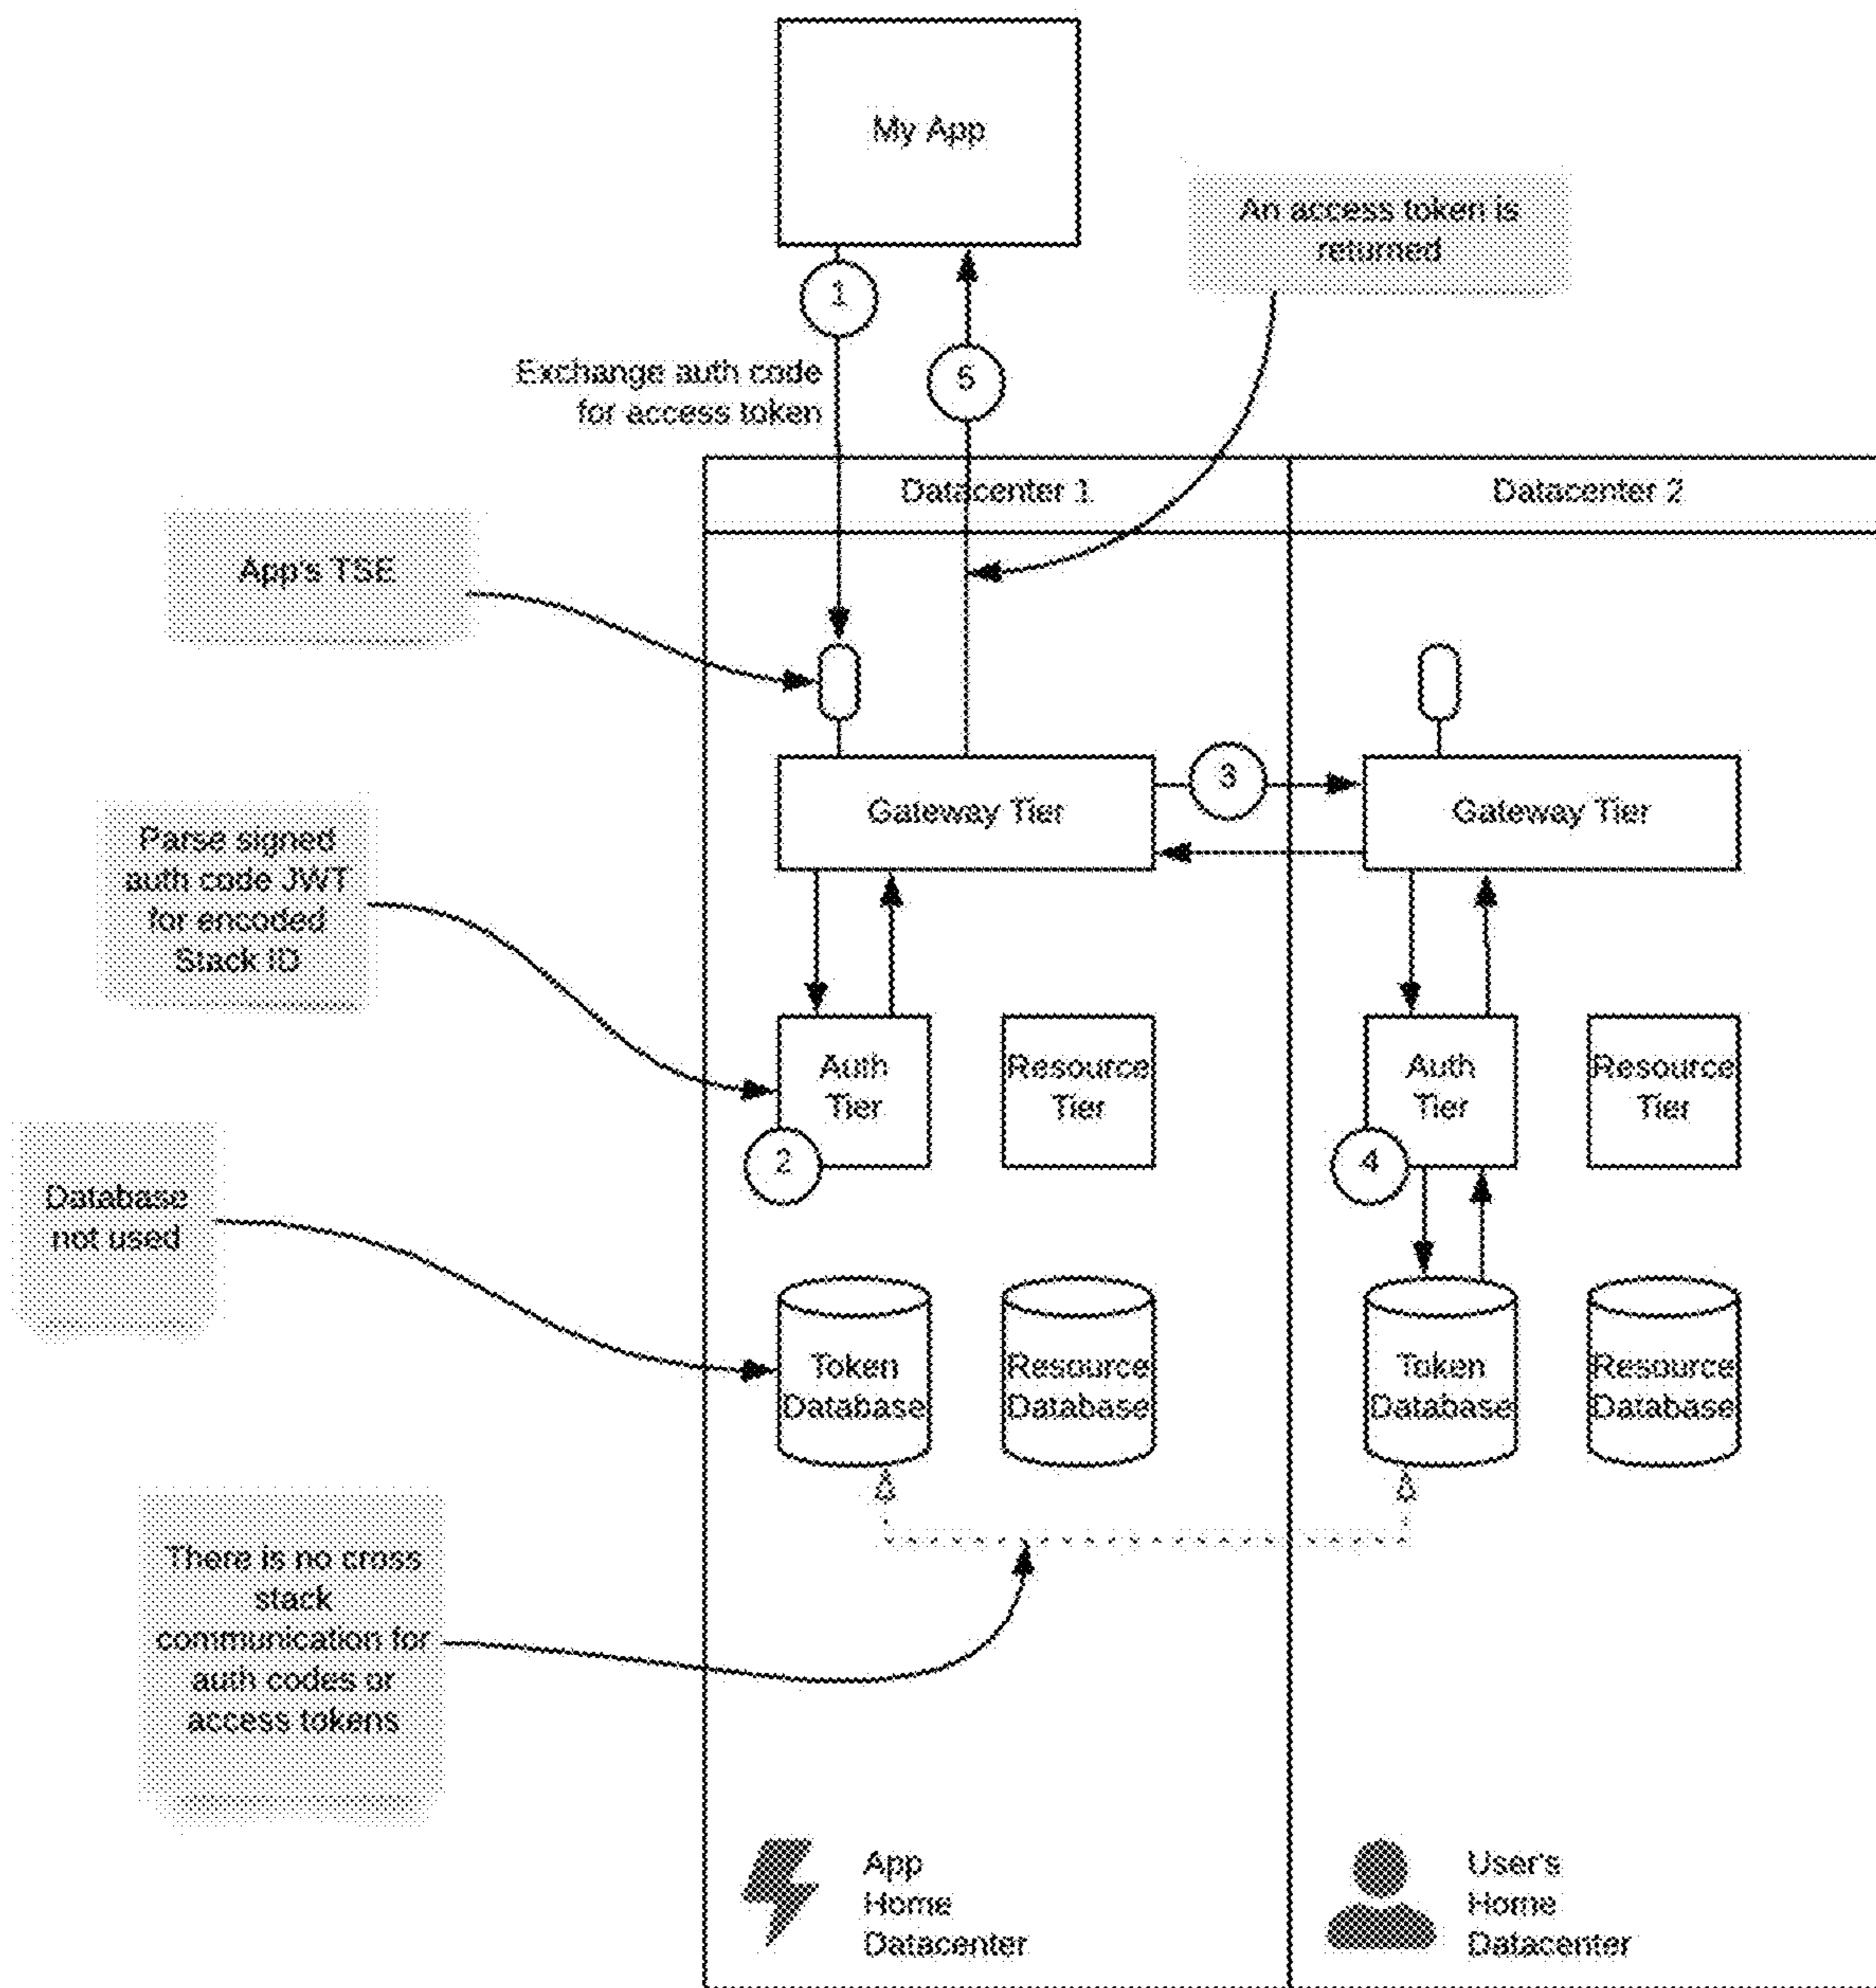 My App
An access token is
returned
1
5
Exchange auth code
for access token
Datacenter 1
Datacenter 2
App's TSE
3
Gateway Tier
Gateway Tier
Parse signed
auth code JWT
for encoded
Stack ID
Auth
Tier
Resource
Tier
Auth
Tier
Resource
Tier
2
4
Database
not used
Token
Database
Resource
Database
Token
Database
Resource
Database
There is no cross
stack
communication for
auth codes or
access tokens
App
Home
Datacenter
User's
Home
Datacenter